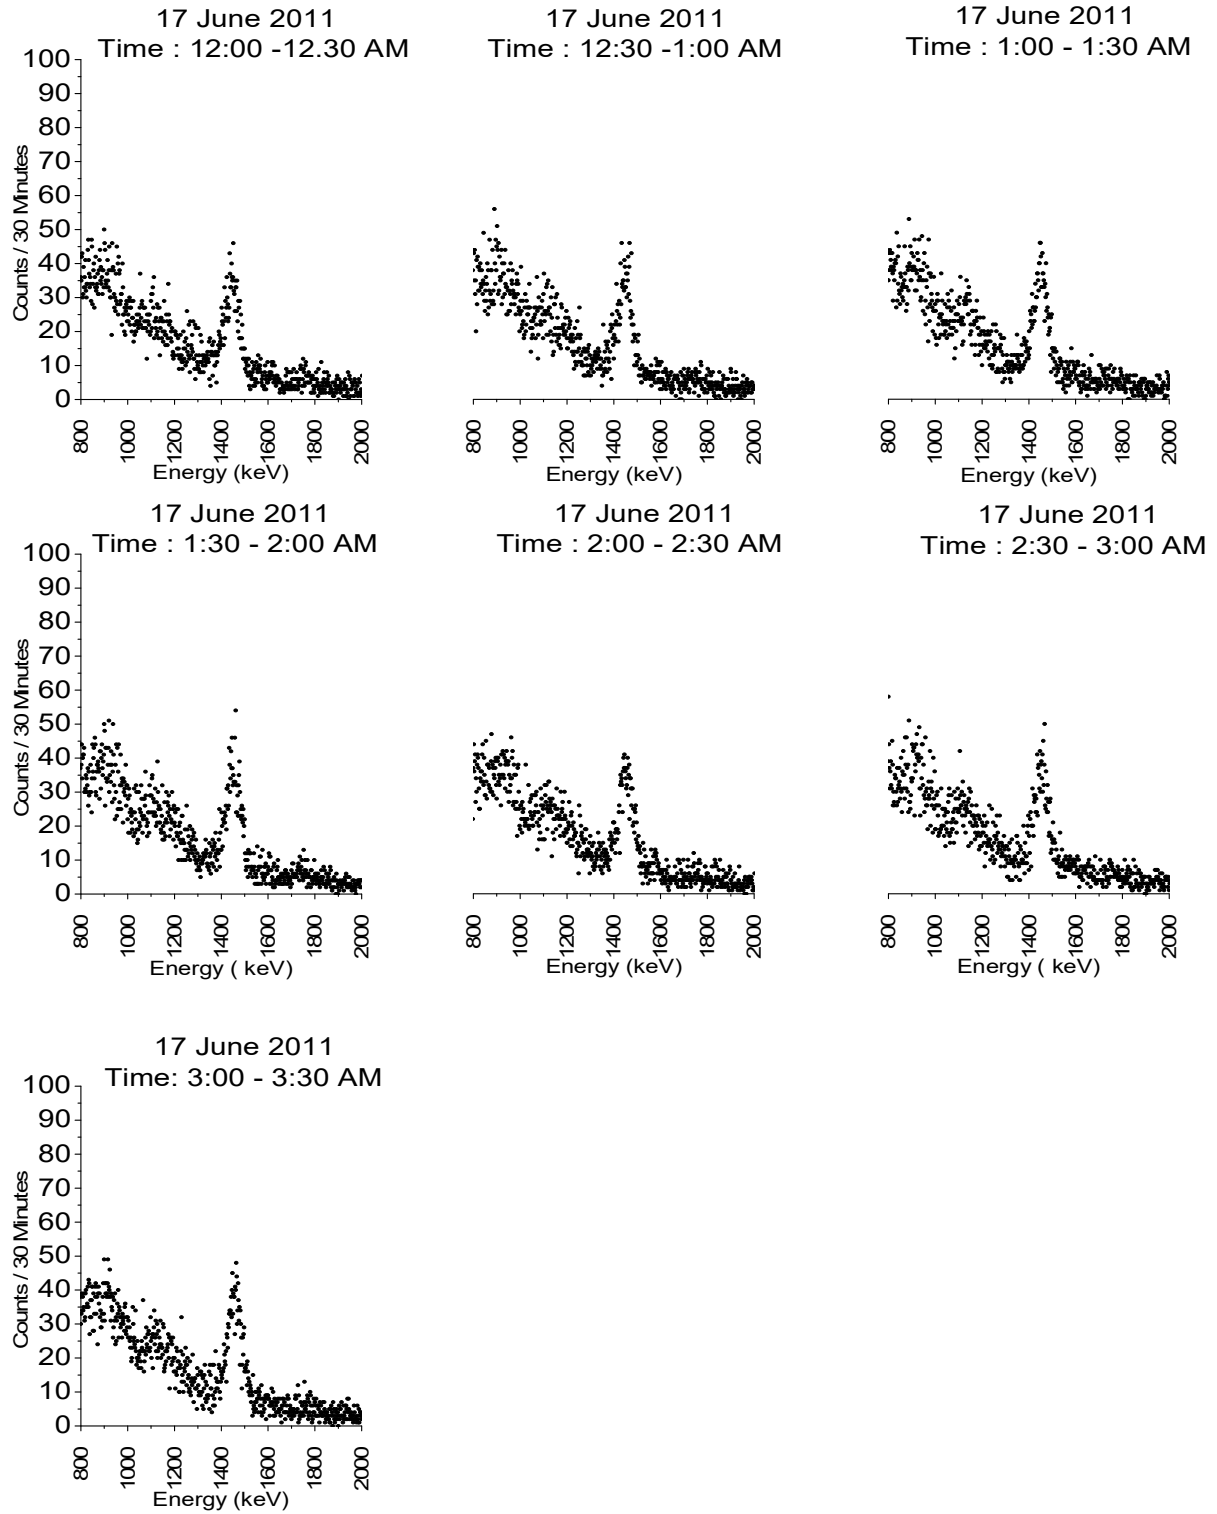 17 June 2011
Time : 12:00 -12.30 AM
17 June 2011
Time : 12:30 -1:00 AM
17 June 2011
Time : 1:00 - 1:30 AM
Counts / 30 Minutes
100
90
80
70
60
50
40
30
20
10
0
800 1000 1200 1400 1600 1800 2000
Energy (keV)
800 1000 1200 1400 1600 1800 2000
Energy (keV)
800 1000 1200 1400 1600 1800 2000
Energy (keV)
17 June 2011
Time : 1:30 - 2:00 AM
17 June 2011
Time : 2:00 - 2:30 AM
17 June 2011
Time : 2:30 - 3:00 AM
Counts / 30 Minutes
100
90
80
70
60
50
40
30
20
10
0
800 1000 1200 1400 1600 1800 2000
Energy ( keV)
800 1000 1200 1400 1600 1800 2000
Energy (keV)
800 1000 1200 1400 1600 1800 2000
Energy ( keV)
17 June 2011
Time: 3:00 - 3:30 AM
Counts / 30 Minutes
100
90
80
70
60
50
40
30
20
10
0
800 1000 1200 1400 1600 1800 2000
Energy (keV)